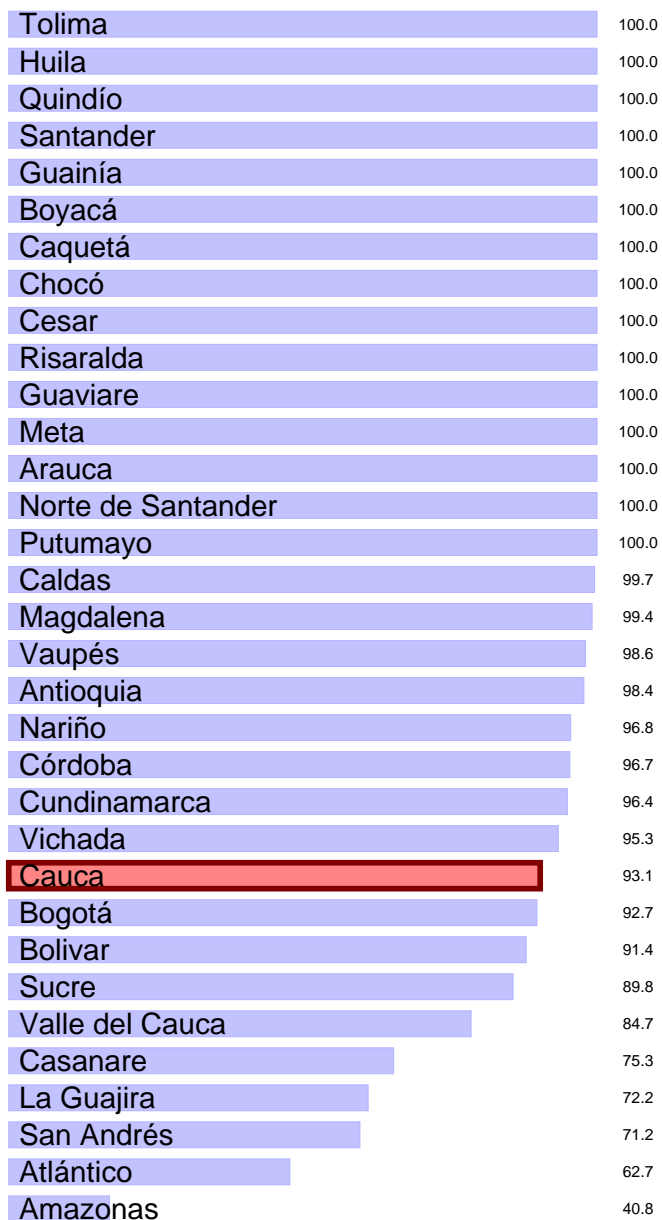 Tolima 100.0
Huila 100.0
Quindío 100.0
Santander 100.0
Guainía 100.0
Boyacá 100.0
Caquetá 100.0
Chocó 100.0
Cesar 100.0
Risaralda 100.0
Guaviare 100.0
Meta 100.0
Arauca 100.0
Norte de Santander 100.0
Putumayo 100.0
Caldas 99.7
Magdalena 99.4
Vaupés 98.6
Antioquia 98.4
Nariño 96.8
Córdoba 96.7
Cundinamarca 96.4
Vichada 95.3
Cauca 93.1
Bogotá 92.7
Bolivar 91.4
Sucre 89.8
Valle del Cauca 84.7
Casanare 75.3
La Guajira 72.2
San Andrés 71.2
Atlántico 62.7
Amazonas 40.8